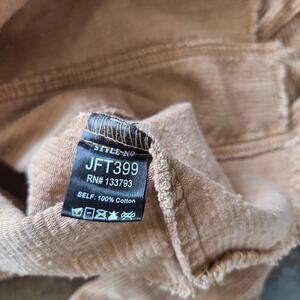 STYLE-NO
JFT399
RN# 133793
SELF: 100% Cotton